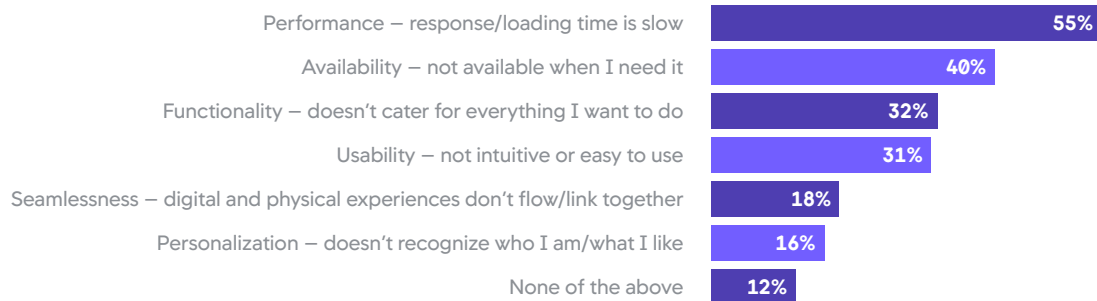 Performance – response/loading time is slow 55%
Availability – not available when I need it 40%
Functionality – doesn’t cater for everything I want to do 32%
Usability – not intuitive or easy to use 31%
Seamlessness – digital and physical experiences don’t flow/link together 18%
Personalization – doesn’t recognize who I am/what I like 16%
None of the above 12%